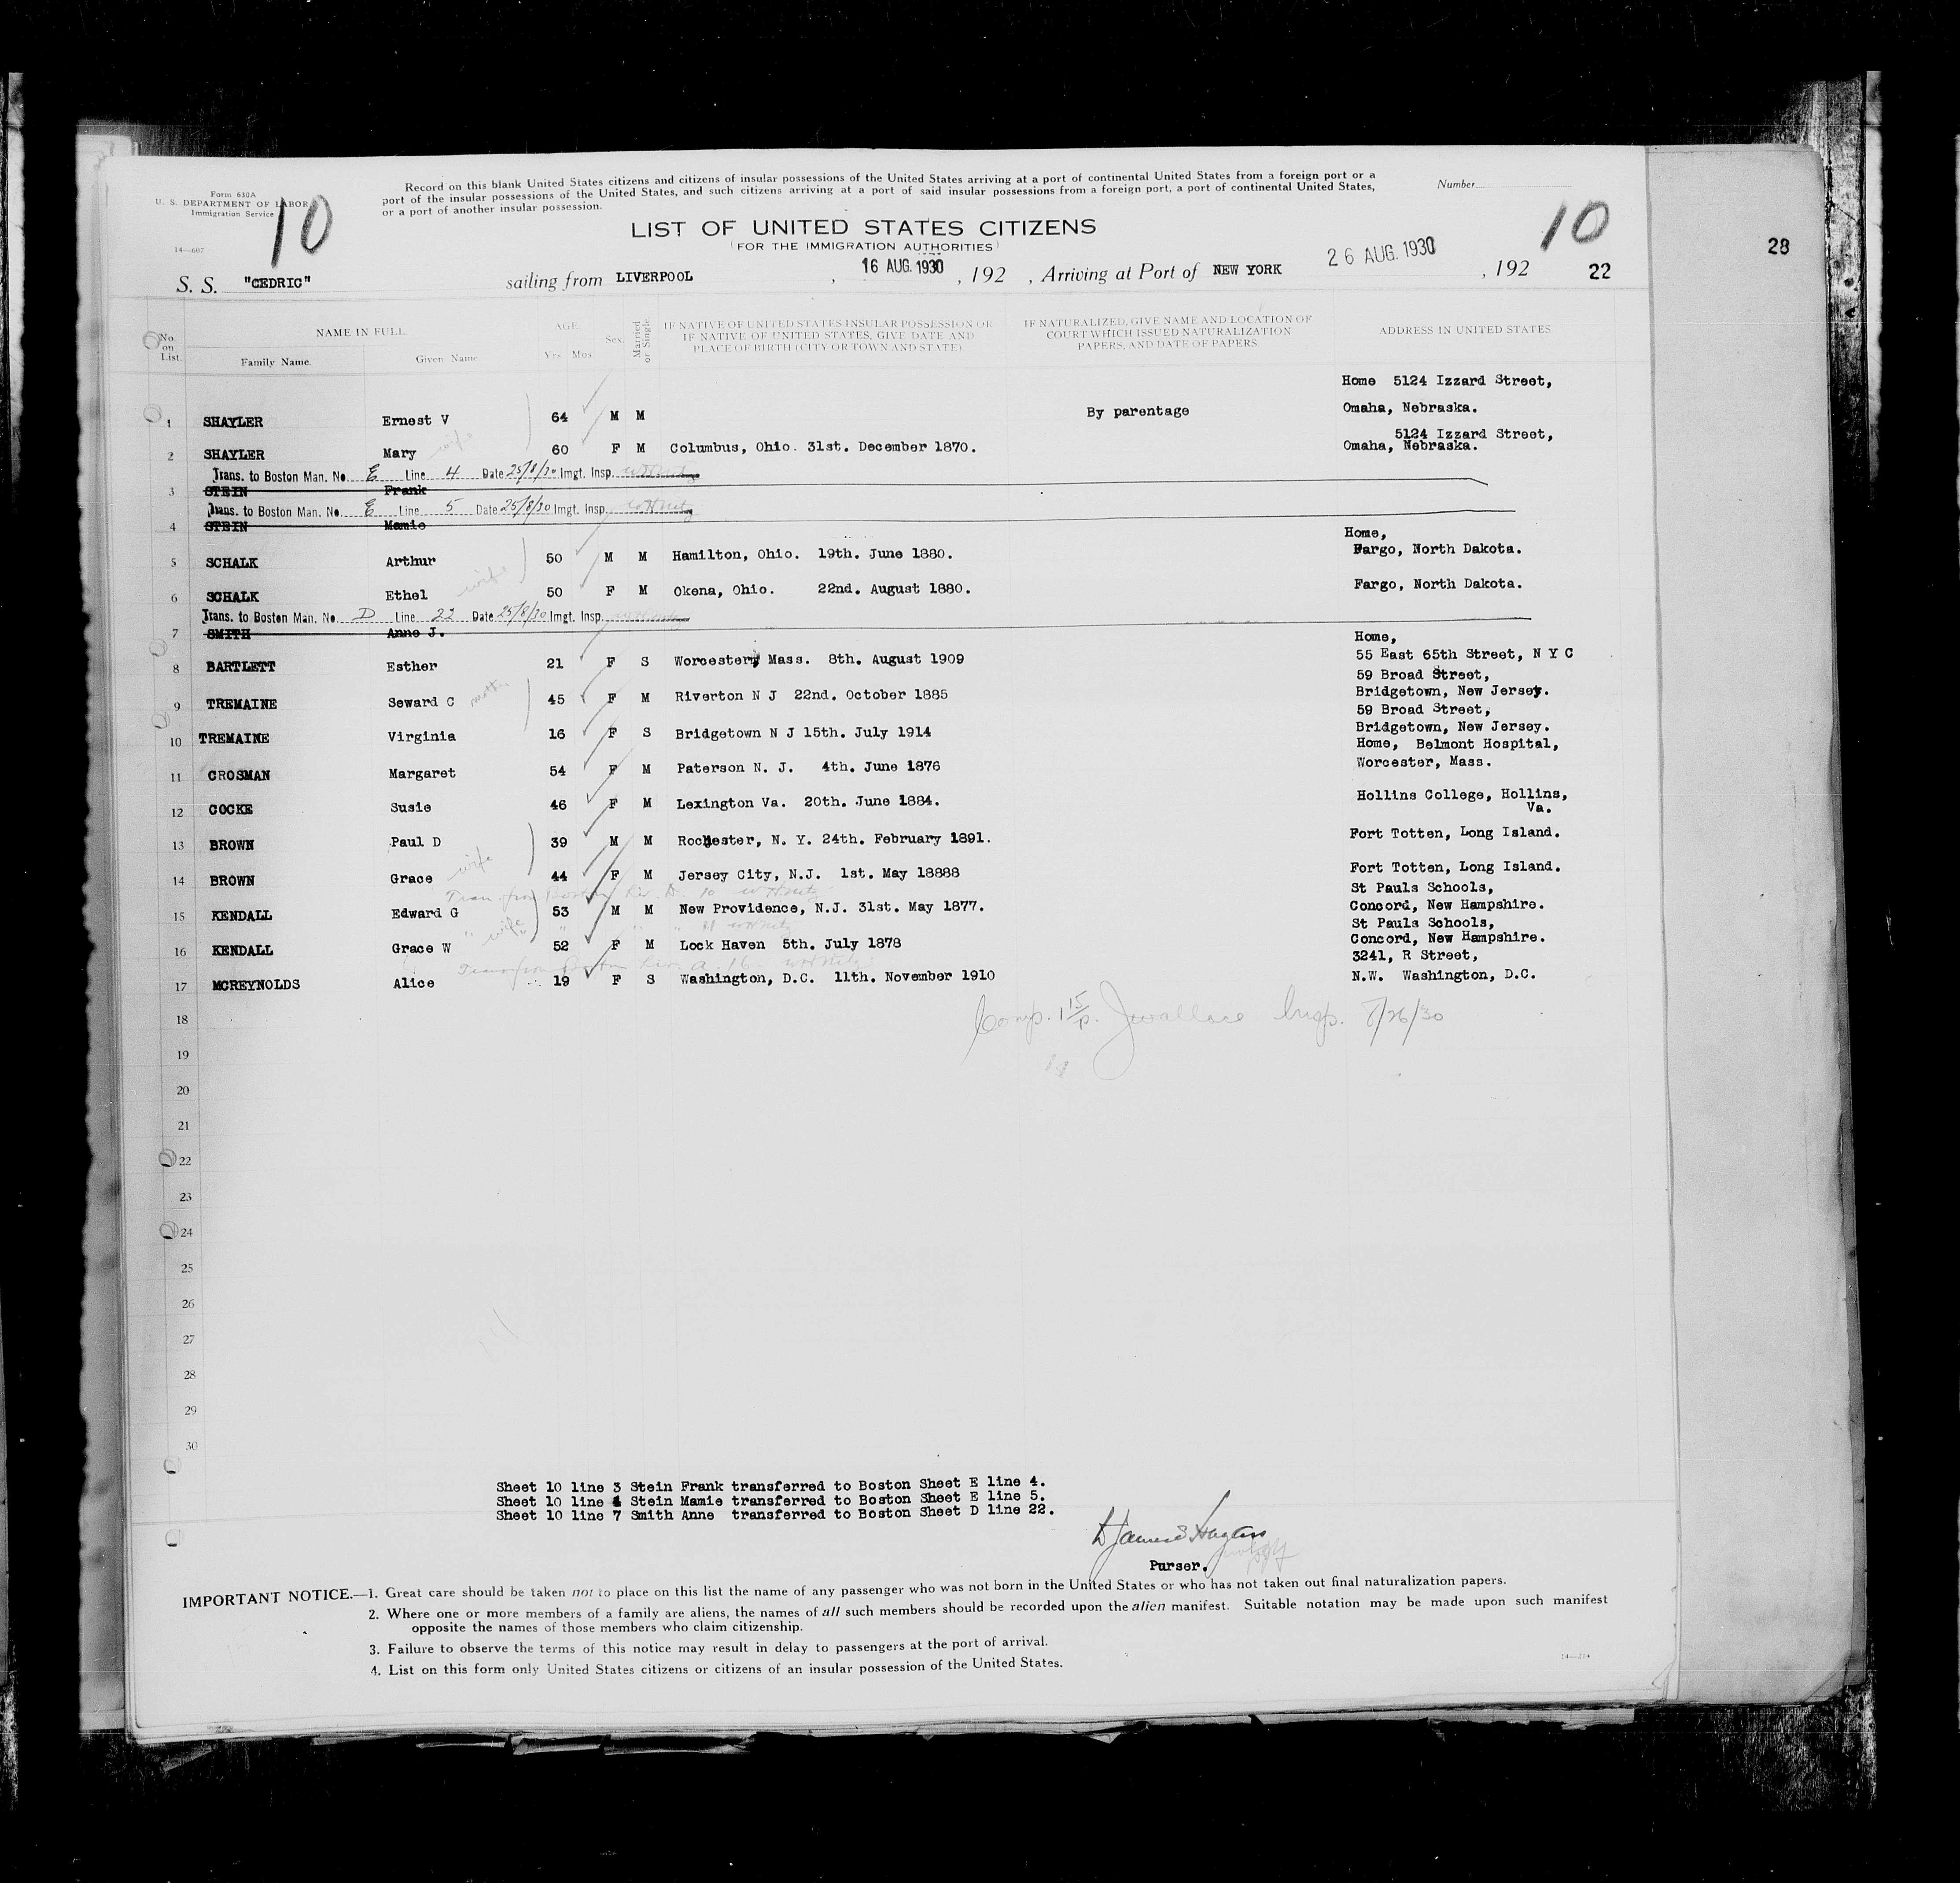 Form 630A
U. S. DEPARTMENT OF LABOR
Immigration Service
14—687
10
Record on this blank United States citizens and citizens of insular possessions of the United States arriving at a port of continental United States from a foreign port or a
port of the insular possessions of the United States, and such citizens arriving at a port of said insular possessions from a foreign port, a port of continental United States,
or a port of another insular possession.
Number
10
LIST OF UNITED STATES CITIZENS
(FOR THE IMMIGRATION AUTHORITIES)
28
S. S. "CEDRIC" sailing from LIVERPOOL , 16 AUG. 1930 , 192 , Arriving at Port of NEW YORK 26 AUG. 1930 , 192 22
No. on List. NAME IN FULL Family Name. Given Name AGE Yrs. Mos. Sex. Married or Single IF NATIVE OF UNITED STATES INSULAR POSSESSION OR IF NATIVE OF UNITED STATES, GIVE DATE AND PLACE OF BIRTH (CITY OR TOWN AND STATE) IF NATURALIZED, GIVE NAME AND LOCATION OF COURT WHICH ISSUED NATURALIZATION PAPERS, AND DATE OF PAPERS ADDRESS IN UNITED STATES
Home 5124 Izzard Street,
1 SHAYLER Ernest V 64 M M By parentage Omaha, Nebraska.
wife
5124 Izzard Street,
2 SHAYLER Mary 60 F M Columbus, Ohio. 31st. December 1870. Omaha, Nebraska.
Trans. to Boston Man. No. E Line 4 Date 25/8/30 Imgt. Insp.
3 STEIN Frank
Trans. to Boston Man. No. E Line 5 Date 25/8/30 Imgt. Insp.
4 STEIN Mamie
Home,
5 SCHALK Arthur 50 M M Hamilton, Ohio. 19th. June 1880. Fargo, North Dakota.
wife
6 SCHALK Ethel 50 F M Okena, Ohio. 22nd. August 1880. Fargo, North Dakota.
Trans. to Boston Man. No. D Line 22 Date 25/8/30 Imgt. Insp.
7 SMITH Anne J.
Home,
8 BARTLETT Esther 21 F S Worcester, Mass. 8th. August 1909 55 East 65th Street, N Y C
59 Broad Street,
9 TREMAINE Seward C mother 45 F M Riverton N J 22nd. October 1885 Bridgetown, New Jersey.
59 Broad Street,
10 TREMAINE Virginia 16 F S Bridgetown N J 15th. July 1914 Bridgetown, New Jersey.
Home, Belmont Hospital,
11 CROSMAN Margaret 54 F M Paterson N. J. 4th. June 1876 Worcester, Mass.
12 COCKE Susie 46 F M Lexington Va. 20th. June 1884. Hollins College, Hollins,
Va.
13 BROWN Paul D 39 M M Rochester, N. Y. 24th. February 1891. Fort Totten, Long Island.
wife
14 BROWN Grace 44 F M Jersey City, N.J. 1st. May 18888 Fort Totten, Long Island.
St Pauls Schools,
15 KENDALL Edward G 53 M M New Providence, N.J. 31st. May 1877. Concord, New Hampshire.
wife
St Pauls Schools,
16 KENDALL Grace W 52 F M Lock Haven 5th. July 1878 Concord, New Hampshire.
3241, R Street,
17 MCREYNOLDS Alice 19 F S Washington, D.C. 11th. November 1910 N.W. Washington, D.C.
Comp. 1 15/p. J Wallace Insp. 8/26/30
18
19
20
21
22
23
24
25
26
27
28
29
30
Sheet 10 line 3 Stein Frank transferred to Boston Sheet E line 4.
Sheet 10 line 4 Stein Mamie transferred to Boston Sheet E line 5.
Sheet 10 line 7 Smith Anne transferred to Boston Sheet D line 22.
Purser.
IMPORTANT NOTICE.—1. Great care should be taken not to place on this list the name of any passenger who was not born in the United States or who has not taken out final naturalization papers.
2. Where one or more members of a family are aliens, the names of all such members should be recorded upon the alien manifest. Suitable notation may be made upon such manifest
opposite the names of those members who claim citizenship.
3. Failure to observe the terms of this notice may result in delay to passengers at the port of arrival.
4. List on this form only United States citizens or citizens of an insular possession of the United States.
14—214